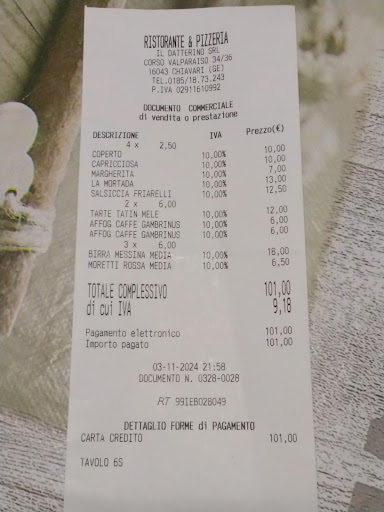 RISTORANTE & PIZZERIA
IL DATTERINO SRL
CORSO VALPARAISO 34/36
16043 CHIAVARI (GE)
TEL.0185/18.73.243
P.IVA 02911610992
DOCUMENTO COMMERCIALE
di vendita o prestazione
DESCRIZIONE IVA Prezzo(€)
4 x 2,50
COPERTO 10,00% 10,00
CAPRICCIOSA 10,00% 10,00
MARGHERITA 10,00% 7,00
LA MORTADA 10,00% 13,00
SALSICCIA FRIARELLI 10,00% 12,50
2 x 6,00
TARTE TATIN MELE 10,00% 12,00
AFFOG CAFFE GAMBRINUS 10,00% 6,00
AFFOG CAFFE GAMBRINUS 10,00% 6,00
3 x 6,00
BIRRA MESSINA MEDIA 10,00% 18,00
MORETTI ROSSA MEDIA 10,00% 6,50
TOTALE COMPLESSIVO 101,00
di cui IVA 9,18
Pagamento elettronico 101,00
Importo pagato 101,00
03-11-2024 21:58
DOCUMENTO N. 0328-0028
RT 99IEB028049
DETTAGLIO FORME di PAGAMENTO
CARTA CREDITO 101,00
TAVOLO 6S